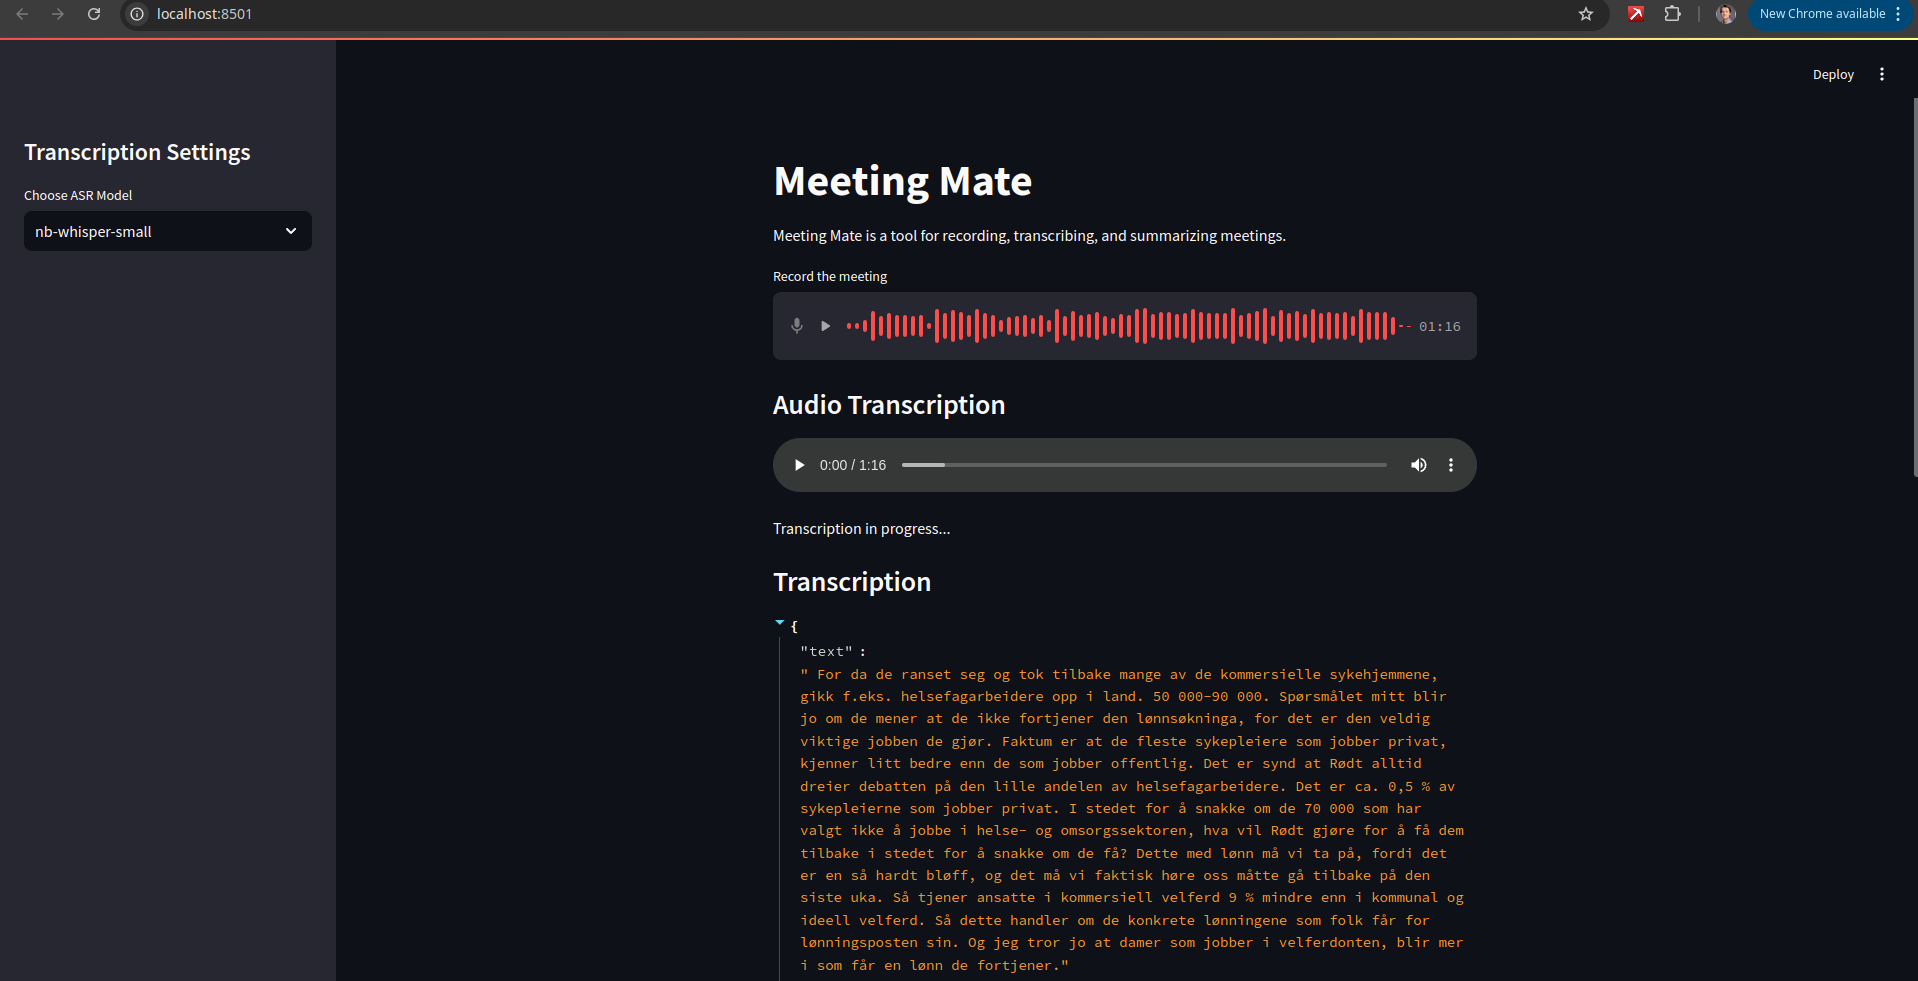 localhost:8501
New Chrome available
Deploy
Transcription Settings
Choose ASR Model
nb-whisper-small
Meeting Mate
Meeting Mate is a tool for recording, transcribing, and summarizing meetings.
Record the meeting
01:16
Audio Transcription
0:00 / 1:16
Transcription in progress...
Transcription
{
"text" :
" For da de ranset seg og tok tilbake mange av de kommersielle sykehjemmene,
gikk f.eks. helsefagarbeidere opp i land. 50 000–90 000. Spørsmålet mitt blir
jo om de mener at de ikke fortjener den lønnsøkninga, for det er den veldig
viktige jobben de gjør. Faktum er at de fleste sykepleiere som jobber privat,
kjenner litt bedre enn de som jobber offentlig. Det er synd at Rødt alltid
dreier debatten på den lille andelen av helsefagarbeidere. Det er ca. 0,5 % av
sykepleierne som jobber privat. I stedet for å snakke om de 70 000 som har
valgt ikke å jobbe i helse- og omsorgssektoren, hva vil Rødt gjøre for å få dem
tilbake i stedet for å snakke om de få? Dette med lønn må vi ta på, fordi det
er en så hardt bløff, og det må vi faktisk høre oss måtte gå tilbake på den
siste uka. Så tjener ansatte i kommersiell velferd 9 % mindre enn i kommunal og
ideell velferd. Så dette handler om de konkrete lønningene som folk får for
lønningsposten sin. Og jeg tror jo at damer som jobber i velferdonten, blir mer
i som får en lønn de fortjener."